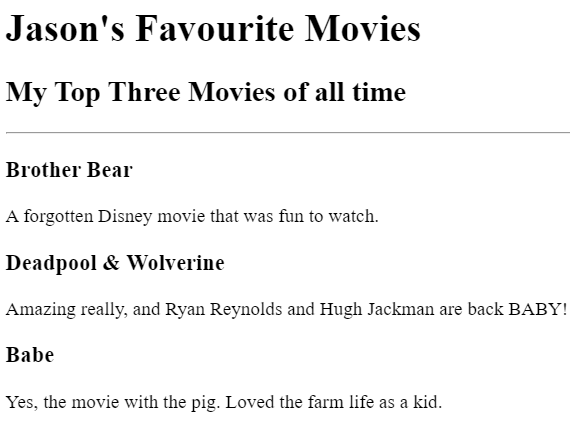 Jason's Favourite Movies
My Top Three Movies of all time
Brother Bear
A forgotten Disney movie that was fun to watch.
Deadpool & Wolverine
Amazing really, and Ryan Reynolds and Hugh Jackman are back BABY!
Babe
Yes, the movie with the pig. Loved the farm life as a kid.